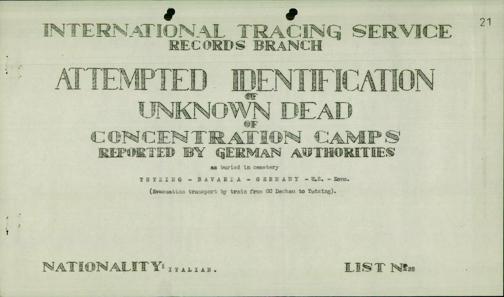 21
INTERNATIONAL TRACING SERVICE
RECORDS BRANCH
ATTEMPTED IDENTIFICATION
OF
UNKNOWN DEAD
OF
CONCENTRATION CAMPS
REPORTED BY GERMAN AUTHORITIES
as buried in cemetery
TUTZING - BAVARIA - GERMANY - U.S. - Zone.
(Evacuation transport by train from CC Dachau to Tutzing).
NATIONALITY: ITALIAN.
LIST No